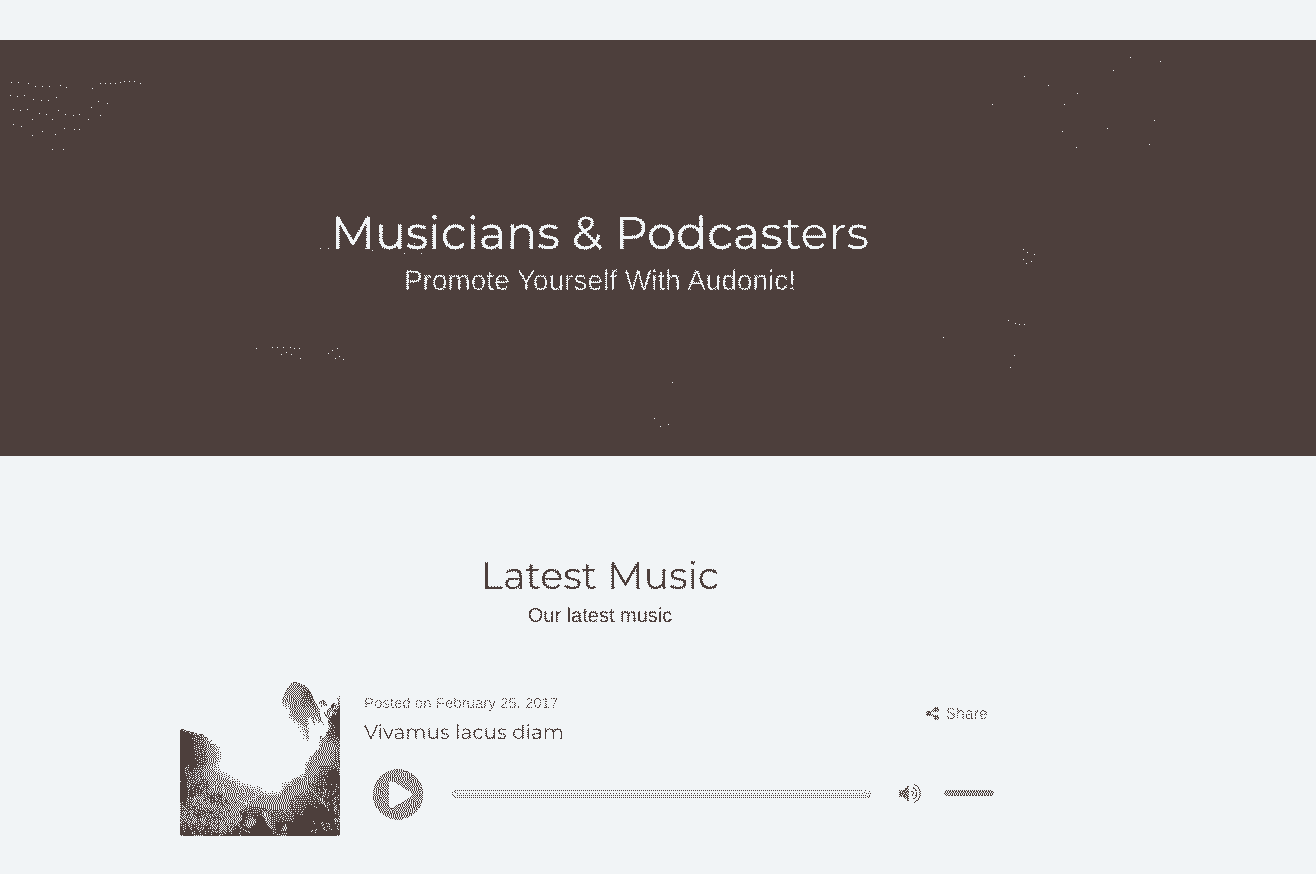 Musicians & Podcasters
Promote Yourself With Audonic!
Latest Music
Our latest music
Posted on February 25, 2017
Share
Vivamus lacus diam